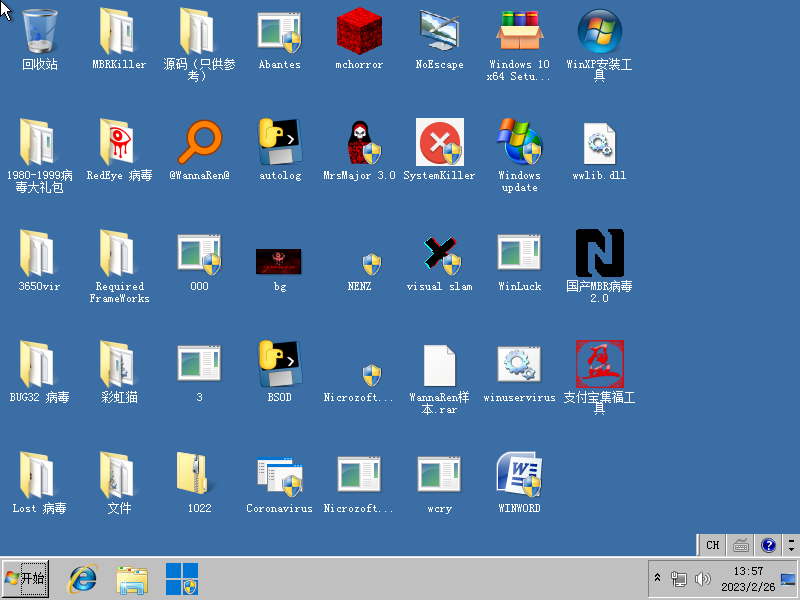 回收站
MBRKiller
源码（只供参
考）
Abantes
mchorror
NoEscape
Windows 10
x64 Setu...
WinXP安装工
具
1980-1999病
毒大礼包
RedEye 病毒
@WannaRen@
autolog
MrsMajor 3.0
SystemKiller
Windows
update
wwlib.dll
3650vir
Required
FrameWorks
000
bg
NENZ
visual slam
WinLuck
国产MBR病毒
2.0
BUG32 病毒
彩虹猫
3
BSOD
Nicrozoft...
WannaRen样
本.rar
winuservirus
支付宝集福工
具
Lost 病毒
文件
1022
Coronavirus
Nicrozoft...
wcry
WINWORD
CH
开始
13:57
2023/2/26